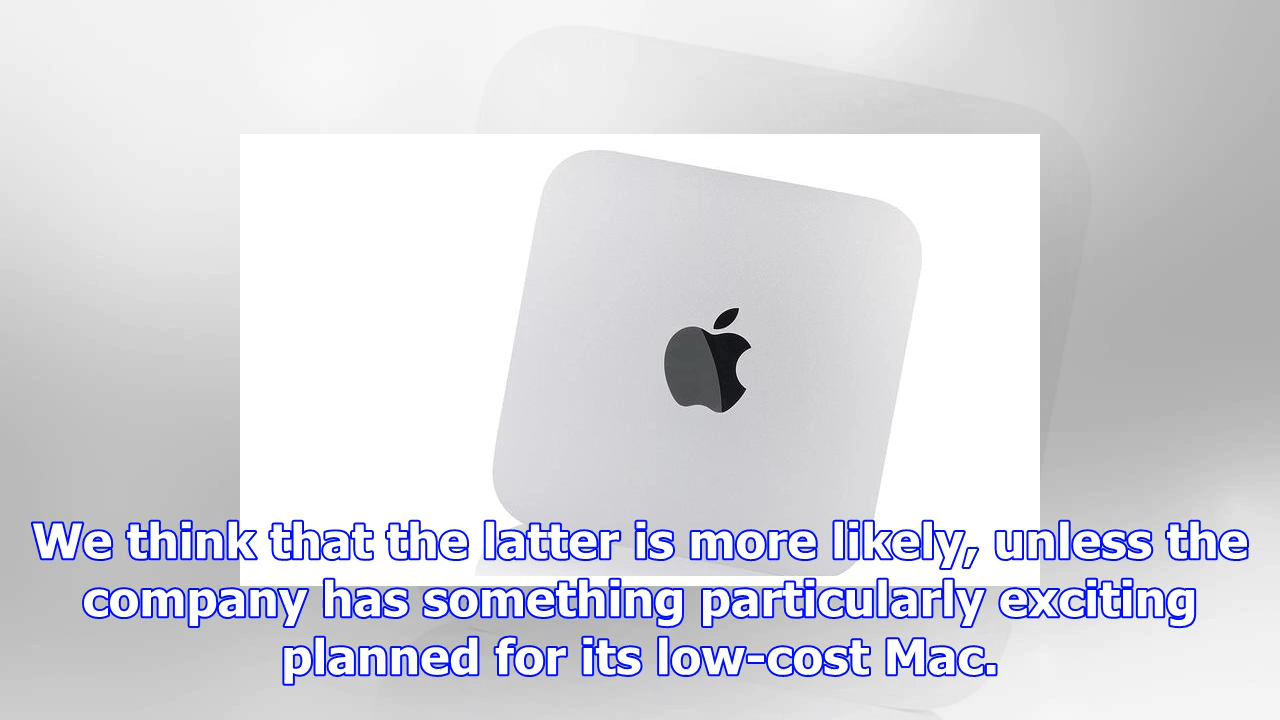 We think that the latter is more likely, unless the
company has something particularly exciting
planned for its low-cost Mac.